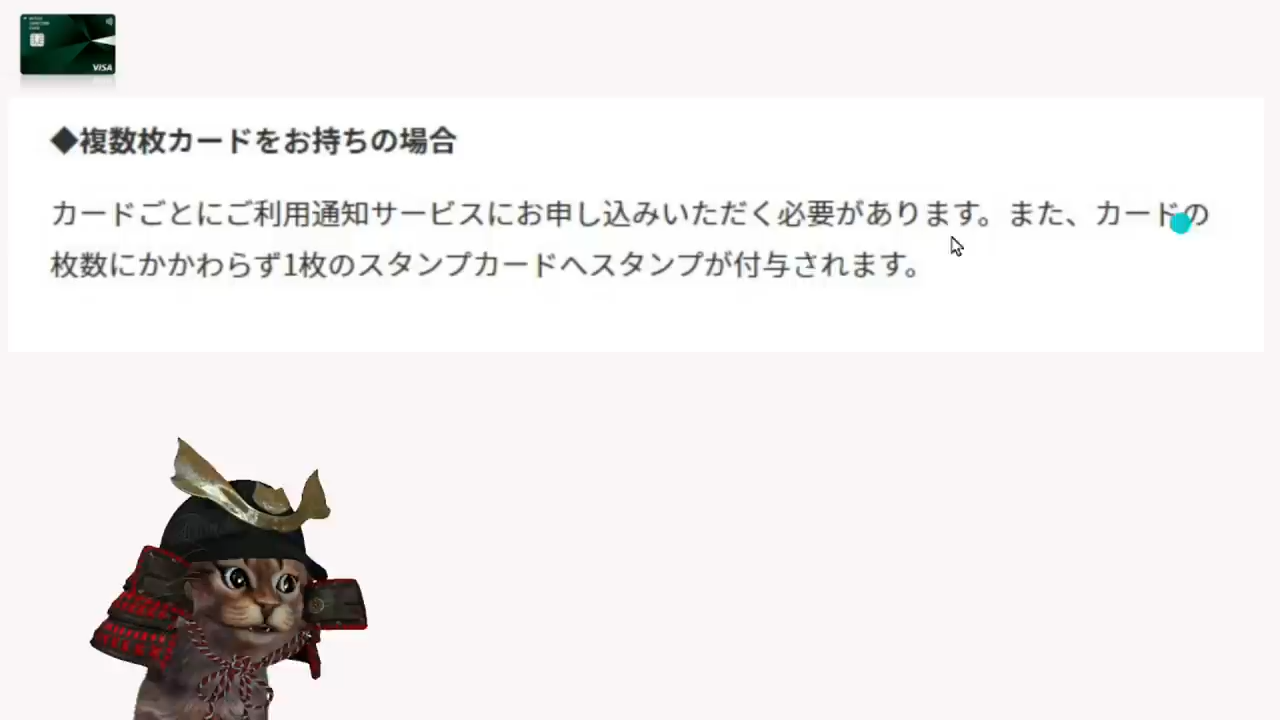 VISA
◆複数枚カードをお持ちの場合
カードごとにご利用通知サービスにお申し込みいただく必要があります。また、カードの
枚数にかかわらず1枚のスタンプカードへスタンプが付与されます。